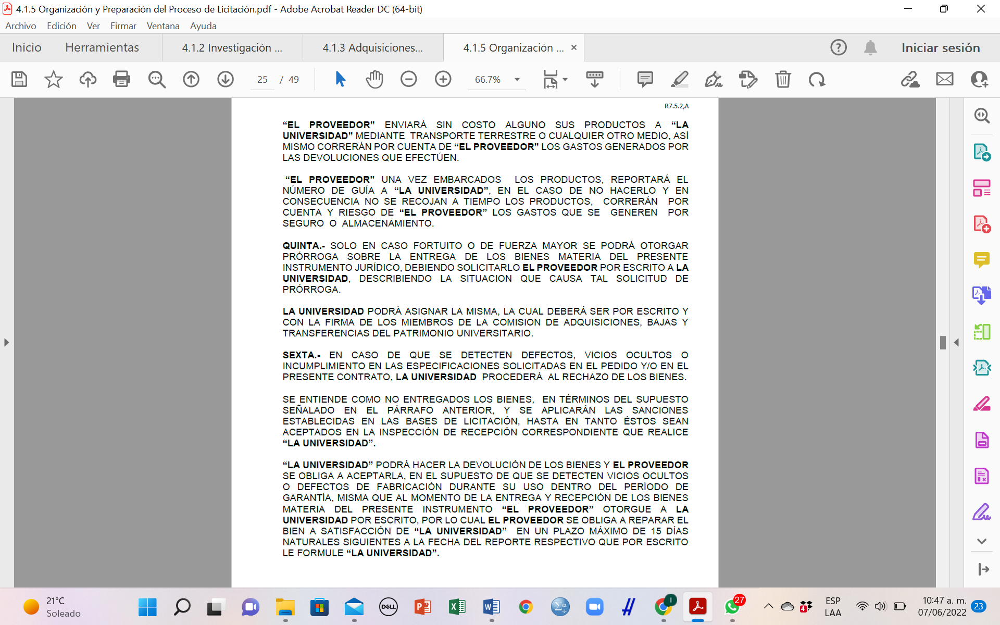 4.1.5 Organización y Preparación del Proceso de Licitación.pdf - Adobe Acrobat Reader DC (64-bit)
Archivo Edición Ver Firmar Ventana Ayuda
Inicio Herramientas 4.1.2 Investigación ... 4.1.3 Adquisiciones... 4.1.5 Organización ... Iniciar sesión
25 / 49 66.7%
R7.5.2,A
“EL PROVEEDOR” ENVIARÁ SIN COSTO ALGUNO SUS PRODUCTOS A “LA
UNIVERSIDAD” MEDIANTE TRANSPORTE TERRESTRE O CUALQUIER OTRO MEDIO, ASÍ
MISMO CORRERÁN POR CUENTA DE “EL PROVEEDOR” LOS GASTOS GENERADOS POR
LAS DEVOLUCIONES QUE EFECTÚEN.
“EL PROVEEDOR” UNA VEZ EMBARCADOS LOS PRODUCTOS, REPORTARÁ EL
NÚMERO DE GUÍA A “LA UNIVERSIDAD”, EN EL CASO DE NO HACERLO Y EN
CONSECUENCIA NO SE RECOJAN A TIEMPO LOS PRODUCTOS, CORRERÁN POR
CUENTA Y RIESGO DE “EL PROVEEDOR” LOS GASTOS QUE SE GENEREN POR
SEGURO O ALMACENAMIENTO.
QUINTA.- SOLO EN CASO FORTUITO O DE FUERZA MAYOR SE PODRÁ OTORGAR
PRÓRROGA SOBRE LA ENTREGA DE LOS BIENES MATERIA DEL PRESENTE
INSTRUMENTO JURÍDICO, DEBIENDO SOLICITARLO EL PROVEEDOR POR ESCRITO A LA
UNIVERSIDAD, DESCRIBIENDO LA SITUACION QUE CAUSA TAL SOLICITUD DE
PRÓRROGA.
LA UNIVERSIDAD PODRÀ ASIGNAR LA MISMA, LA CUAL DEBERÁ SER POR ESCRITO Y
CON LA FIRMA DE LOS MIEMBROS DE LA COMISION DE ADQUISICIONES, BAJAS Y
TRANSFERENCIAS DEL PATRIMONIO UNIVERSITARIO.
SEXTA.- EN CASO DE QUE SE DETECTEN DEFECTOS, VICIOS OCULTOS O
INCUMPLIMIENTO EN LAS ESPECIFICACIONES SOLICITADAS EN EL PEDIDO Y/O EN EL
PRESENTE CONTRATO, LA UNIVERSIDAD PROCEDERÁ AL RECHAZO DE LOS BIENES.
SE ENTIENDE COMO NO ENTREGADOS LOS BIENES, EN TÉRMINOS DEL SUPUESTO
SEÑALADO EN EL PÁRRAFO ANTERIOR, Y SE APLICARÁN LAS SANCIONES
ESTABLECIDAS EN LAS BASES DE LICITACIÓN, HASTA EN TANTO ÉSTOS SEAN
ACEPTADOS EN LA INSPECCIÓN DE RECEPCIÓN CORRESPONDIENTE QUE REALICE
“LA UNIVERSIDAD”.
“LA UNIVERSIDAD” PODRÁ HACER LA DEVOLUCIÓN DE LOS BIENES Y EL PROVEEDOR
SE OBLIGA A ACEPTARLA, EN EL SUPUESTO DE QUE SE DETECTEN VICIOS OCULTOS
O DEFECTOS DE FABRICACIÓN DURANTE SU USO DENTRO DEL PERÍODO DE
GARANTÍA, MISMA QUE AL MOMENTO DE LA ENTREGA Y RECEPCIÓN DE LOS BIENES
MATERIA DEL PRESENTE INSTRUMENTO “EL PROVEEDOR” OTORGUE A LA
UNIVERSIDAD POR ESCRITO, POR LO CUAL EL PROVEEDOR SE OBLIGA A REPARAR EL
BIEN A SATISFACCIÓN DE “LA UNIVERSIDAD” EN UN PLAZO MÁXIMO DE 15 DÍAS
NATURALES SIGUIENTES A LA FECHA DEL REPORTE RESPECTIVO QUE POR ESCRITO
LE FORMULE “LA UNIVERSIDAD”.
21°C
Soleado
DELL
27
4
ESP
LAA
10:47 a. m.
07/06/2022
23